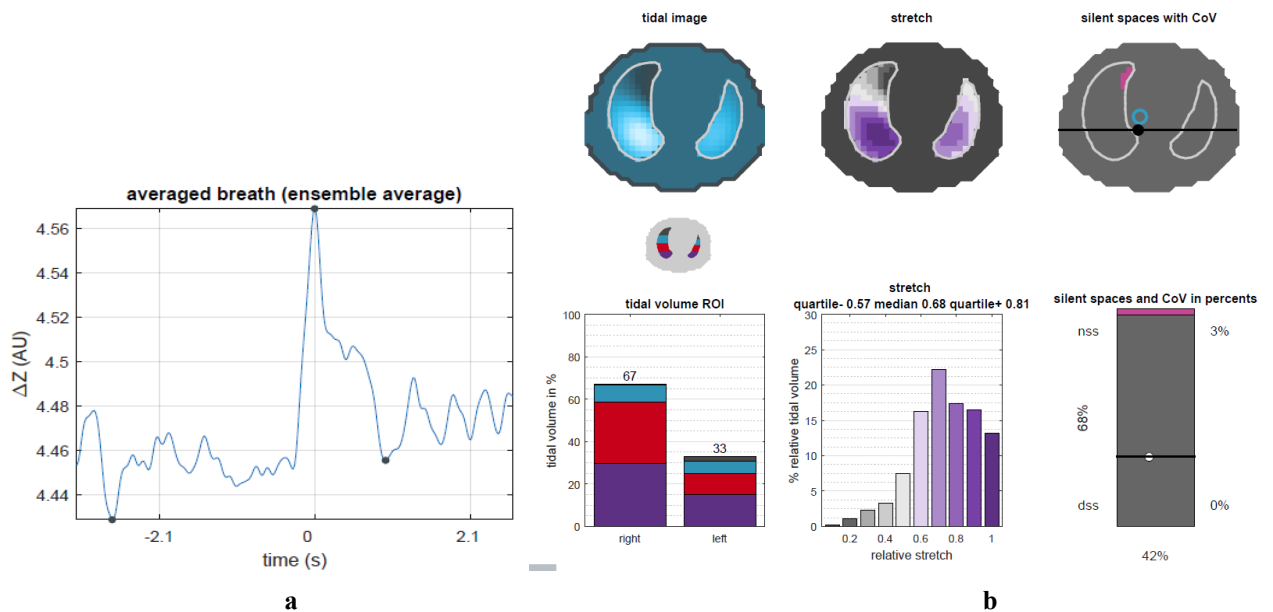 tidal image
stretch
silent spaces with CoV
averaged breath (ensemble average)
ΔZ (AU)
4.56
4.54
4.52
4.5
4.48
4.46
4.44
-2.1
0
2.1
time (s)
tidal volume ROI
tidal volume in %
100
80
60
40
20
0
67
33
right
left
stretch
quartile- 0.57 median 0.68 quartile+ 0.81
% relative tidal volume
30
25
20
15
10
5
0
0.2
0.4
0.6
0.8
1
relative stretch
silent spaces and CoV in percents
nss
3%
68%
dss
0%
42%
a
b